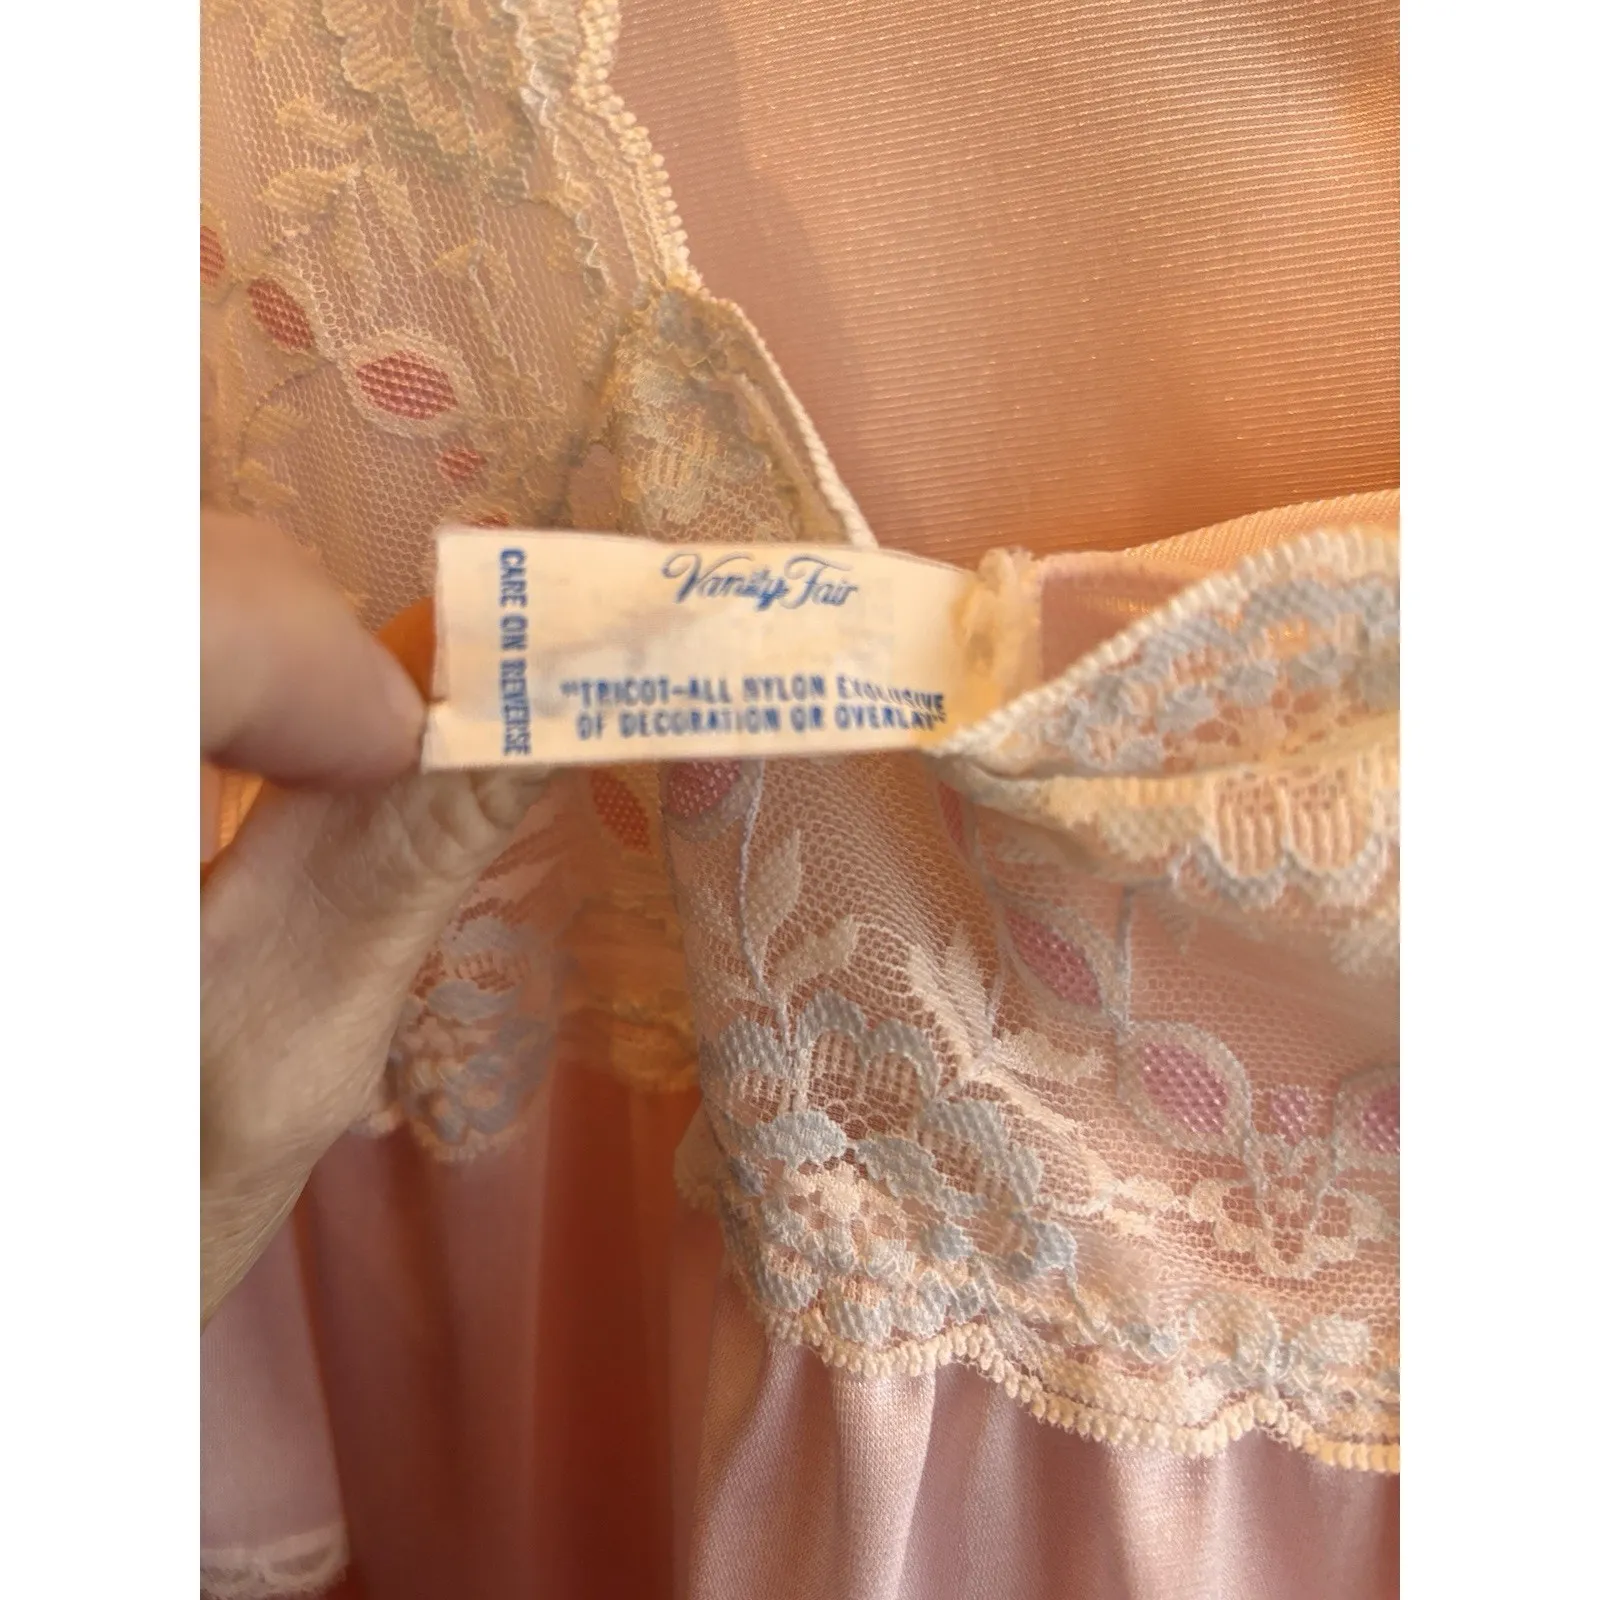 Vanity Fair
"TRICOT-ALL NYLON EXCLUSIVE
OF DECORATION OR OVERLAY"
CARE ON REVERSE